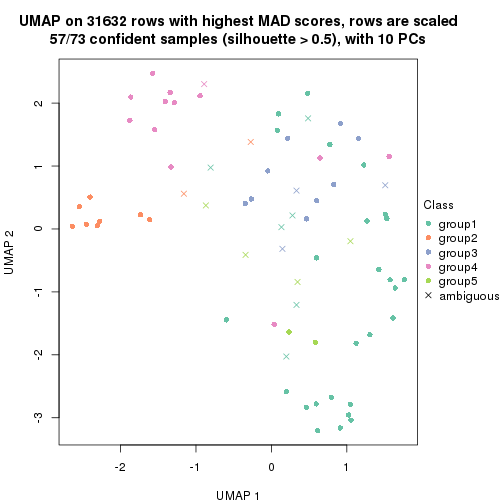 UMAP on 31632 rows with highest MAD scores, rows are scaled
57/73 confident samples (silhouette > 0.5), with 10 PCs
2
1
0
-1
-2
-3
UMAP 2
-2
-1
0
1
UMAP 1
Class
group1
group2
group3
group4
group5
ambiguous